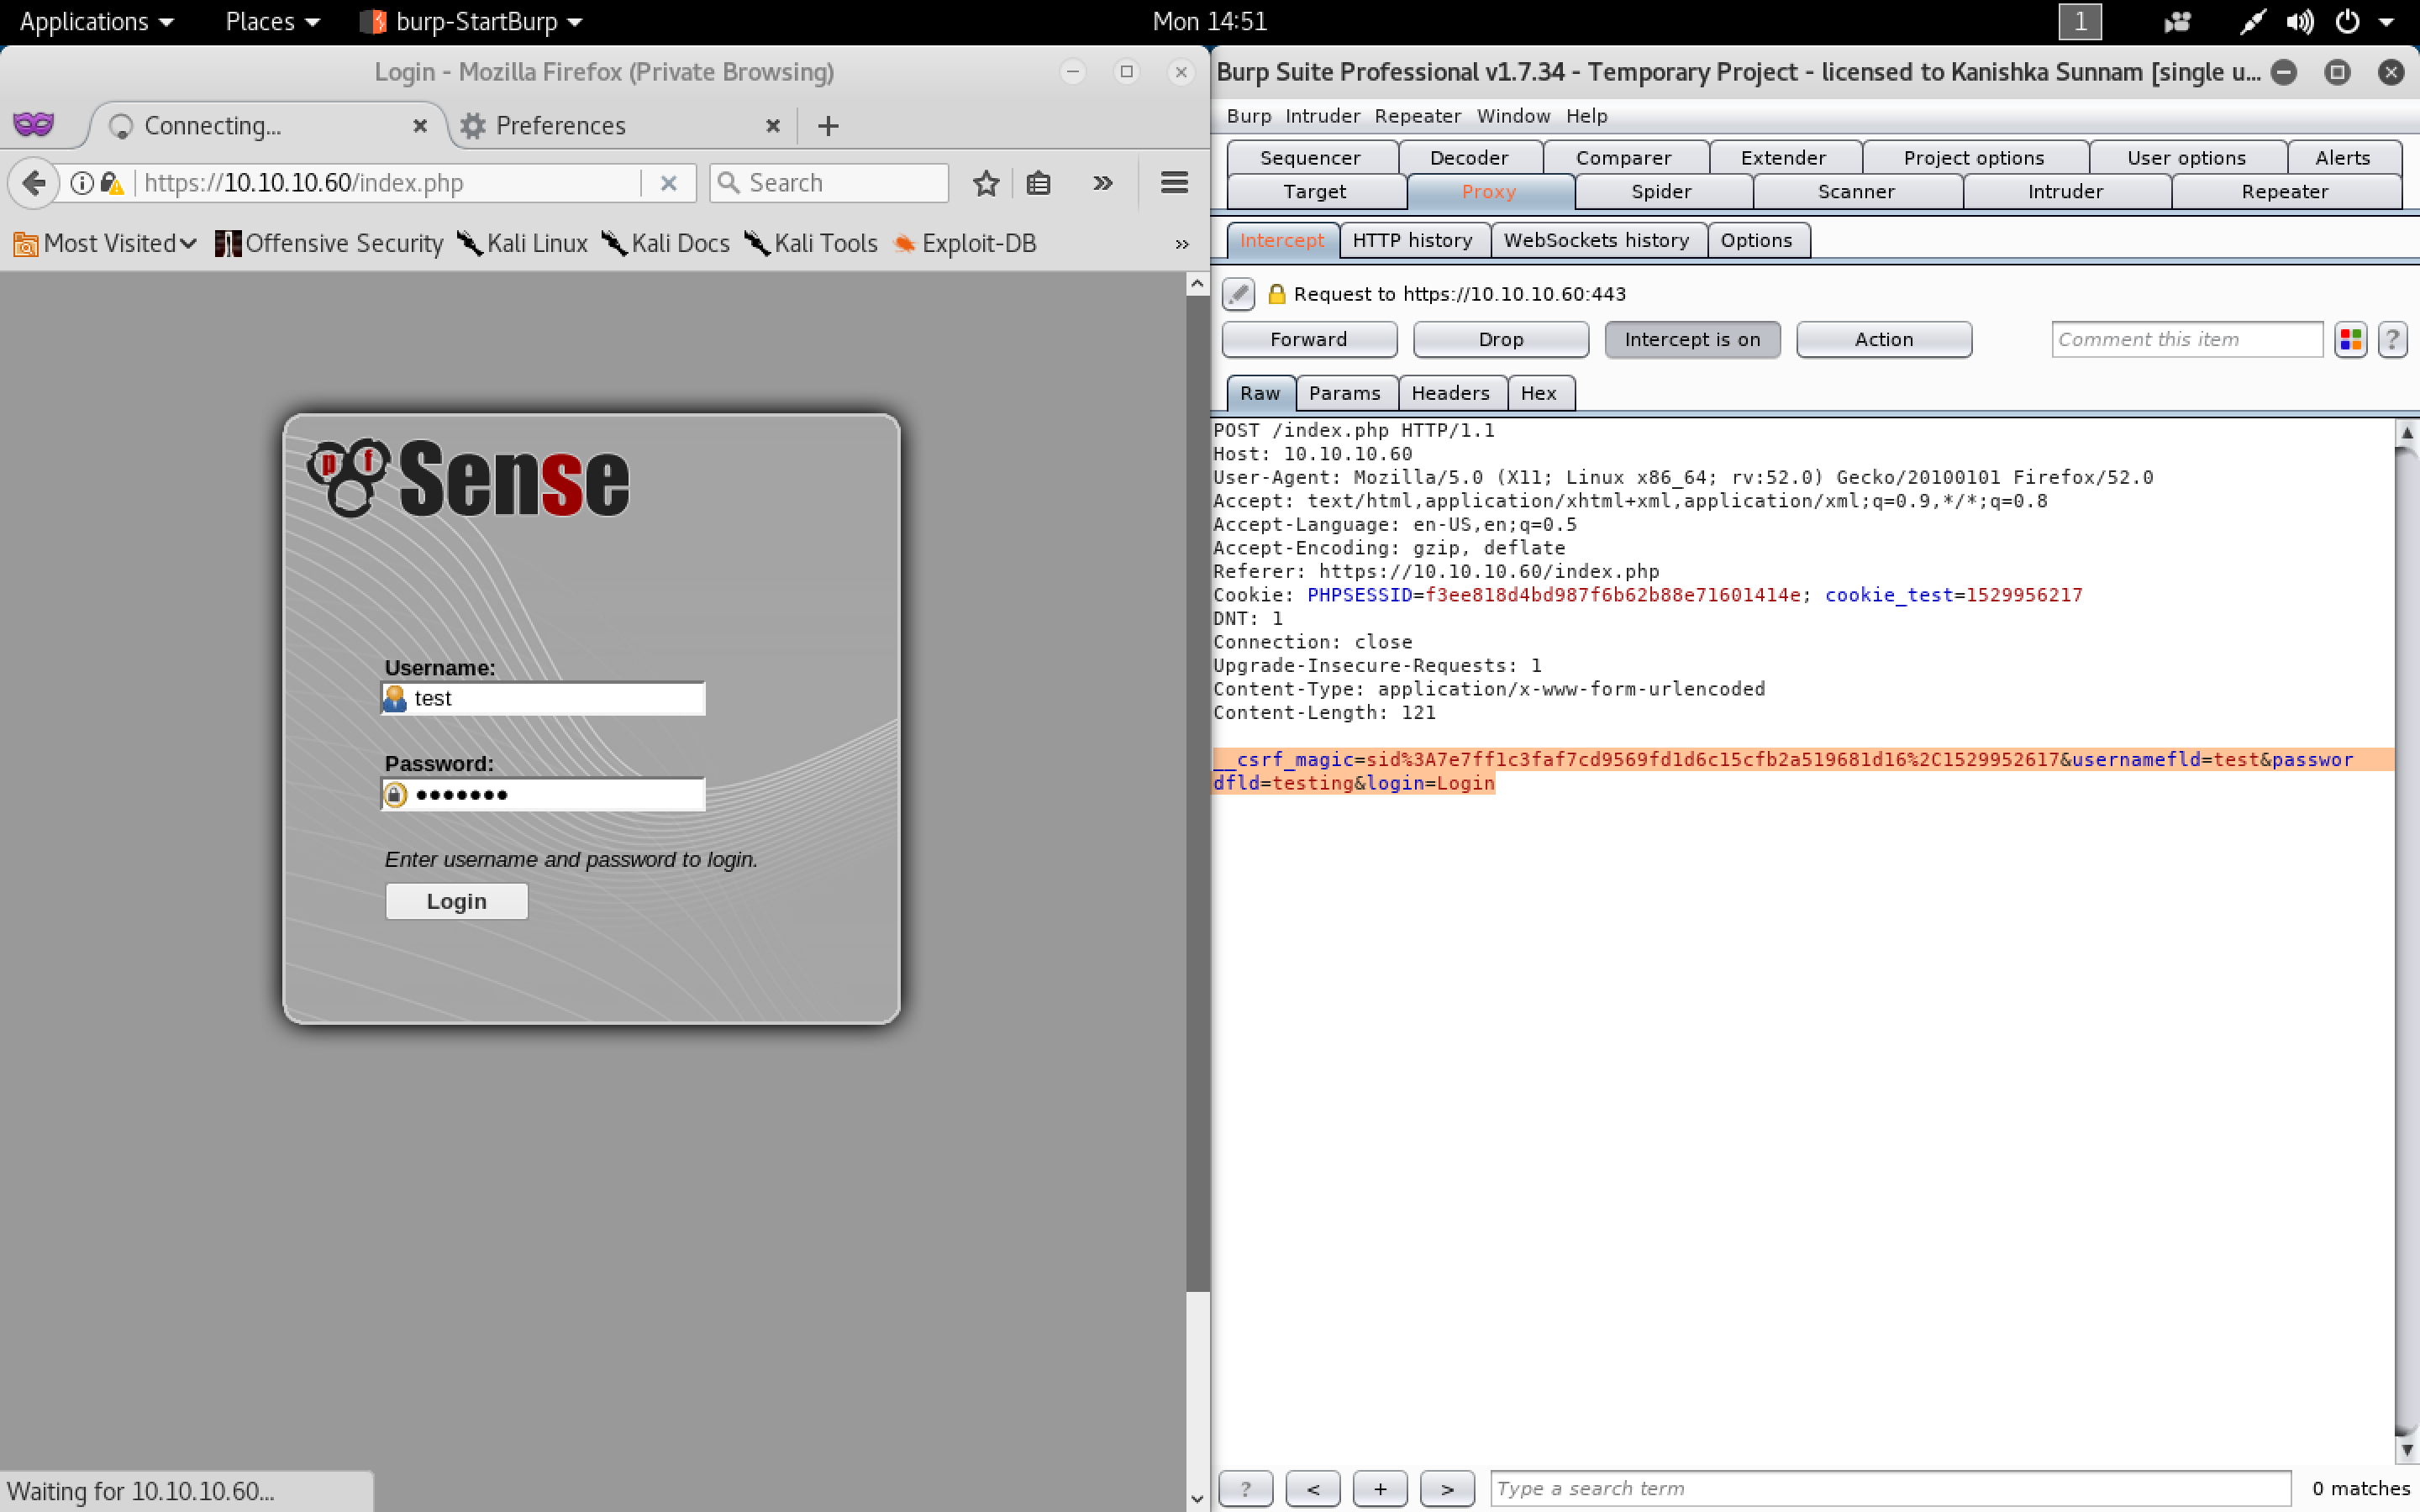 Applications Places burp-StartBurp Mon 14:51 1
Login - Mozilla Firefox (Private Browsing)
Connecting... Preferences
https://10.10.10.60/index.php Search
Most Visited Offensive Security Kali Linux Kali Docs Kali Tools Exploit-DB »
pf Sense
Username:
test
Password:
•••••••
Enter username and password to login.
Login
Waiting for 10.10.10.60...
Burp Suite Professional v1.7.34 - Temporary Project - licensed to Kanishka Sunnam [single u...
Burp Intruder Repeater Window Help
Sequencer Decoder Comparer Extender Project options User options Alerts
Target Proxy Spider Scanner Intruder Repeater
Intercept HTTP history WebSockets history Options
Request to https://10.10.10.60:443
Forward Drop Intercept is on Action Comment this item ?
Raw Params Headers Hex
POST /index.php HTTP/1.1
Host: 10.10.10.60
User-Agent: Mozilla/5.0 (X11; Linux x86_64; rv:52.0) Gecko/20100101 Firefox/52.0
Accept: text/html,application/xhtml+xml,application/xml;q=0.9,*/*;q=0.8
Accept-Language: en-US,en;q=0.5
Accept-Encoding: gzip, deflate
Referer: https://10.10.10.60/index.php
Cookie: PHPSESSID=f3ee818d4bd987f6b62b88e71601414e; cookie_test=1529956217
DNT: 1
Connection: close
Upgrade-Insecure-Requests: 1
Content-Type: application/x-www-form-urlencoded
Content-Length: 121
__csrf_magic=sid%3A7e7ff1c3faf7cd9569fd1d6c15cfb2a519681d16%2C1529952617&usernamefld=test&passwor
dfld=testing&login=Login
? < + > Type a search term 0 matches